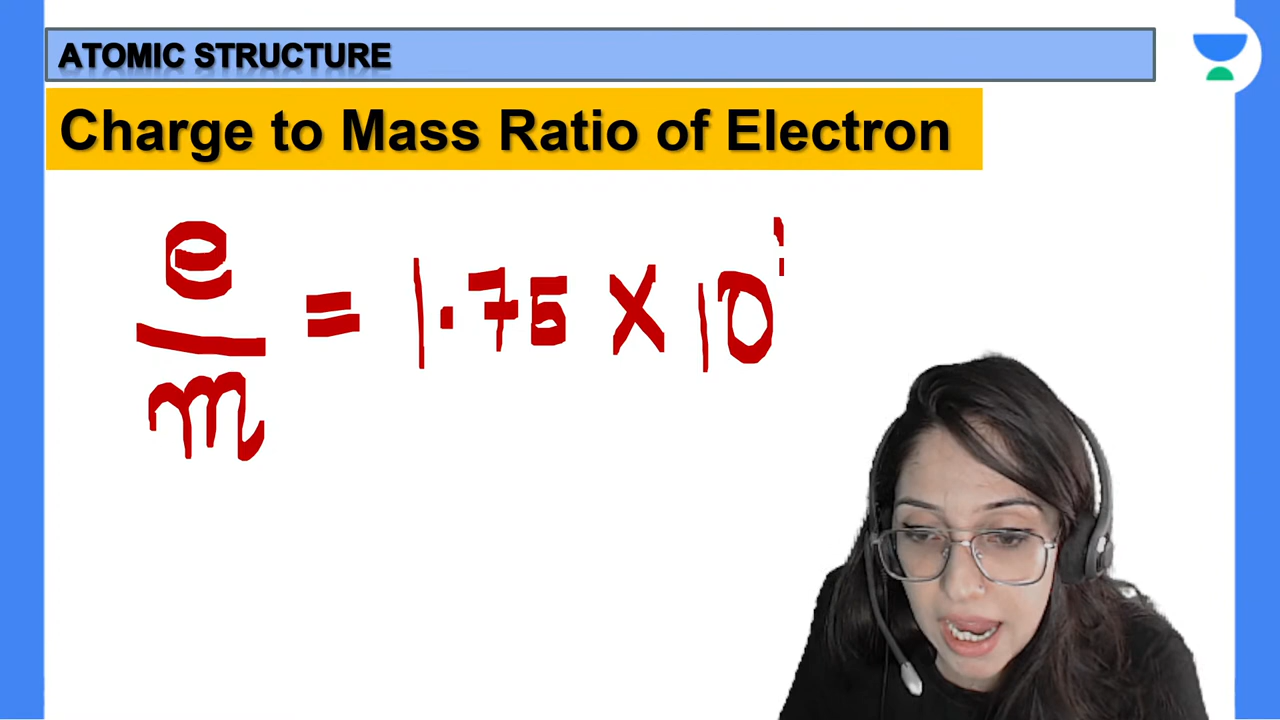 ATOMIC STRUCTURE
Charge to Mass Ratio of Electron
e/m = 1.75 × 10